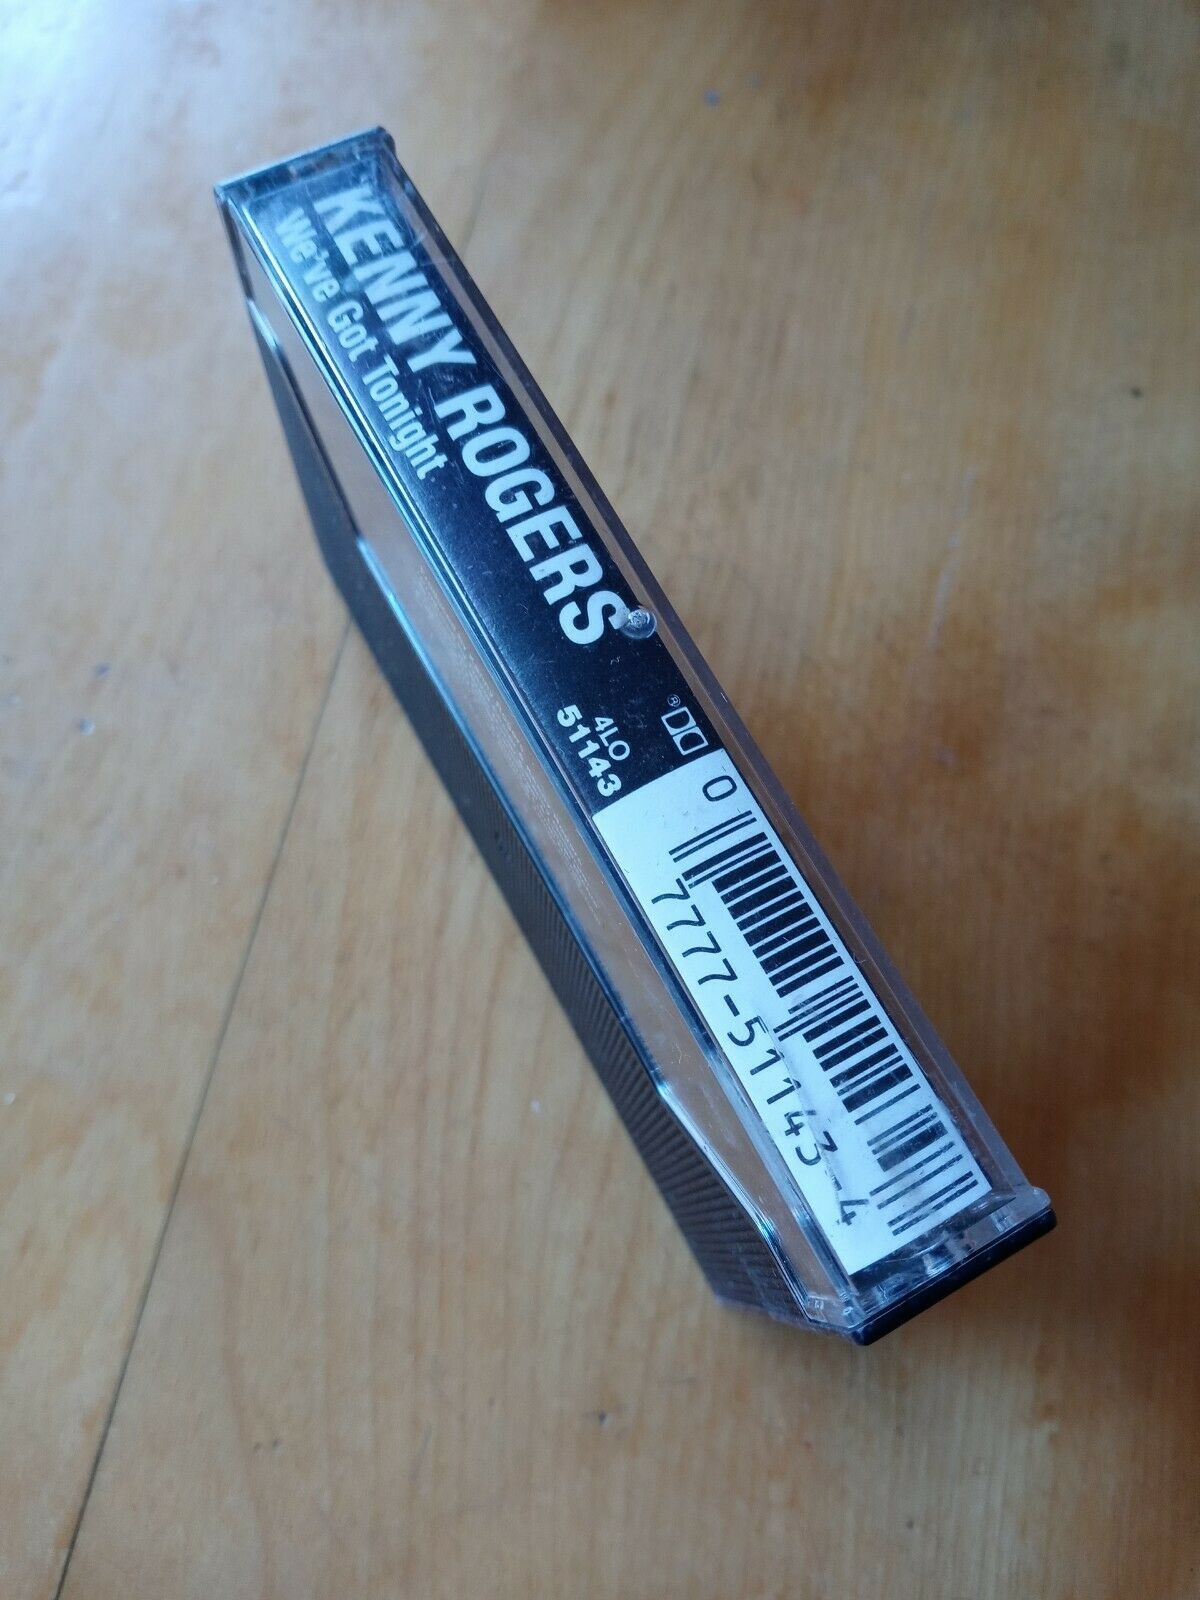 KENNY ROGERS
We've Got Tonight
®
4LO
51143
0
7777-51143-4